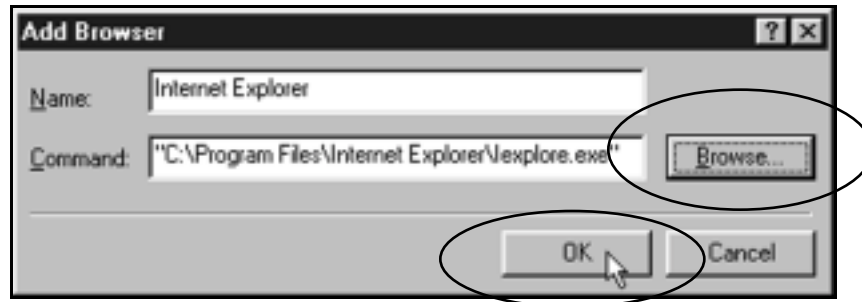 Add Browser
Name: Internet Explorer
Command: "C:\Program Files\Internet Explorer\Iexplore.exe" Browse...
OK Cancel